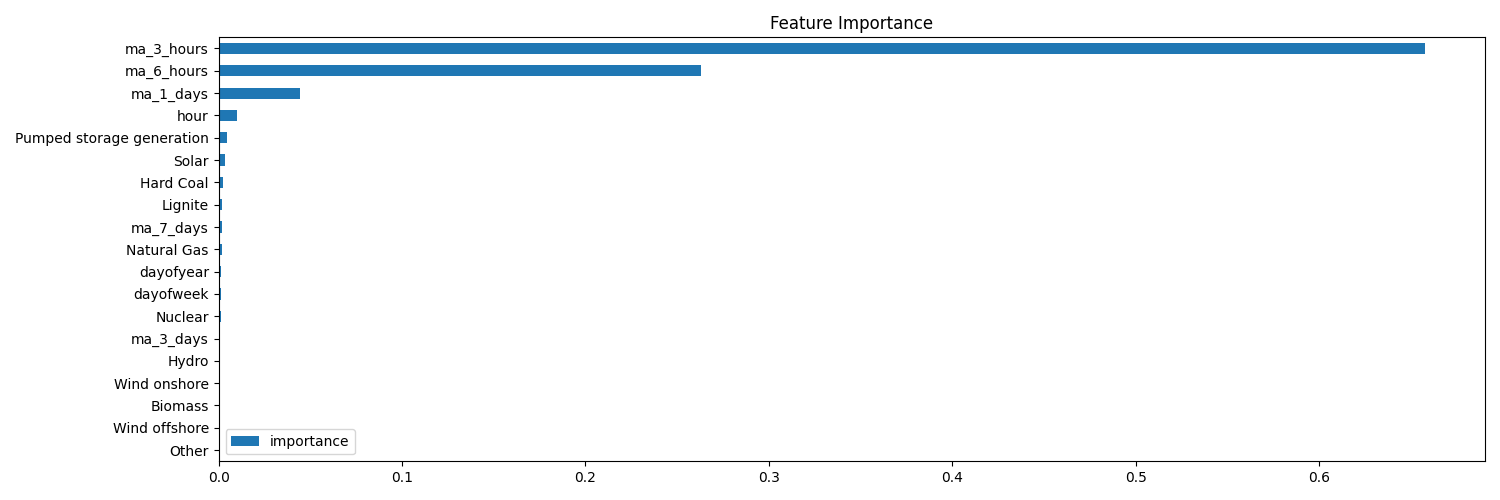 Feature Importance
ma_3_hours
ma_6_hours
ma_1_days
hour
Pumped storage generation
Solar
Hard Coal
Lignite
ma_7_days
Natural Gas
dayofyear
dayofweek
Nuclear
ma_3_days
Hydro
Wind onshore
Biomass
Wind offshore
Other
importance
0.0 0.1 0.2 0.3 0.4 0.5 0.6